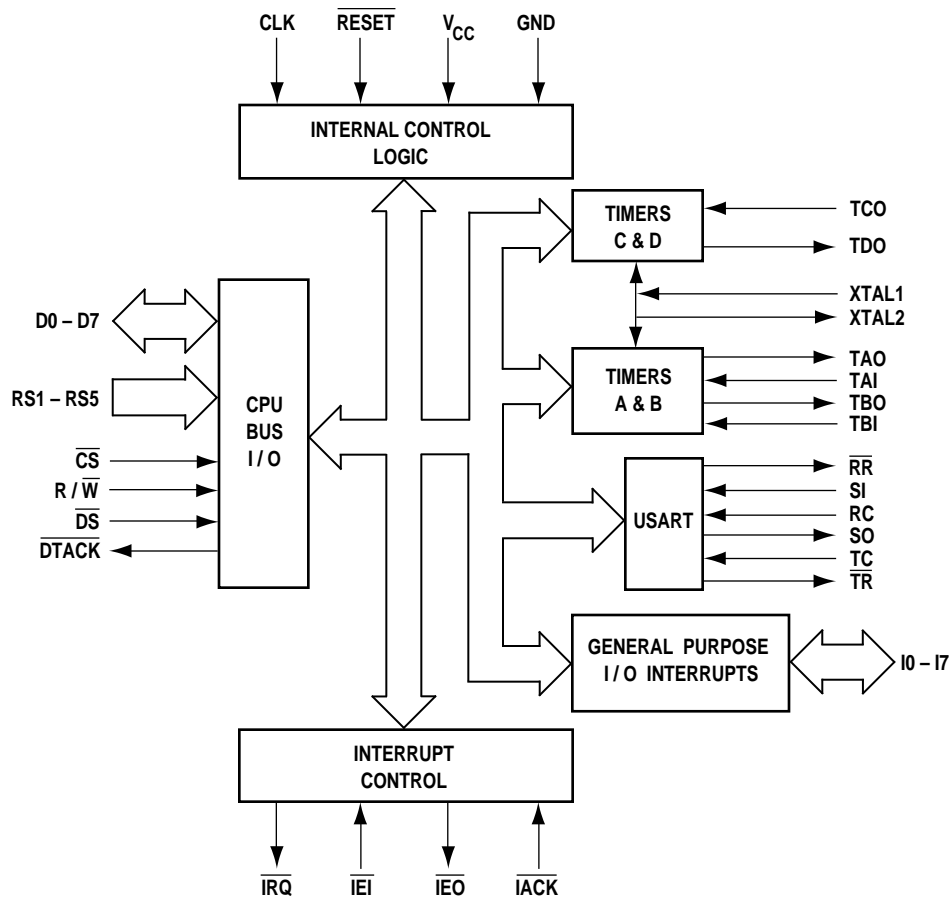 CLK RESET VCC GND
INTERNAL CONTROL
LOGIC
TIMERS
C & D
TCO
TDO
XTAL1
XTAL2
D0 – D7
RS1 – RS5
CS
R / W
DS
DTACK
CPU
BUS
I / O
TIMERS
A & B
TAO
TAI
TBO
TBI
USART
RR
SI
RC
SO
TC
TR
GENERAL PURPOSE
I / O INTERRUPTS
I0 – I7
INTERRUPT
CONTROL
IRQ IEI IEO IACK